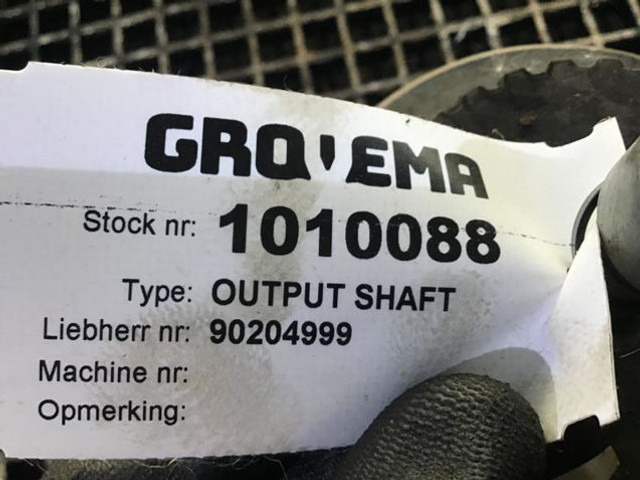 GRO'EMA
Stock nr: 1010088
Type: OUTPUT SHAFT
Liebherr nr: 90204999
Machine nr:
Opmerking: